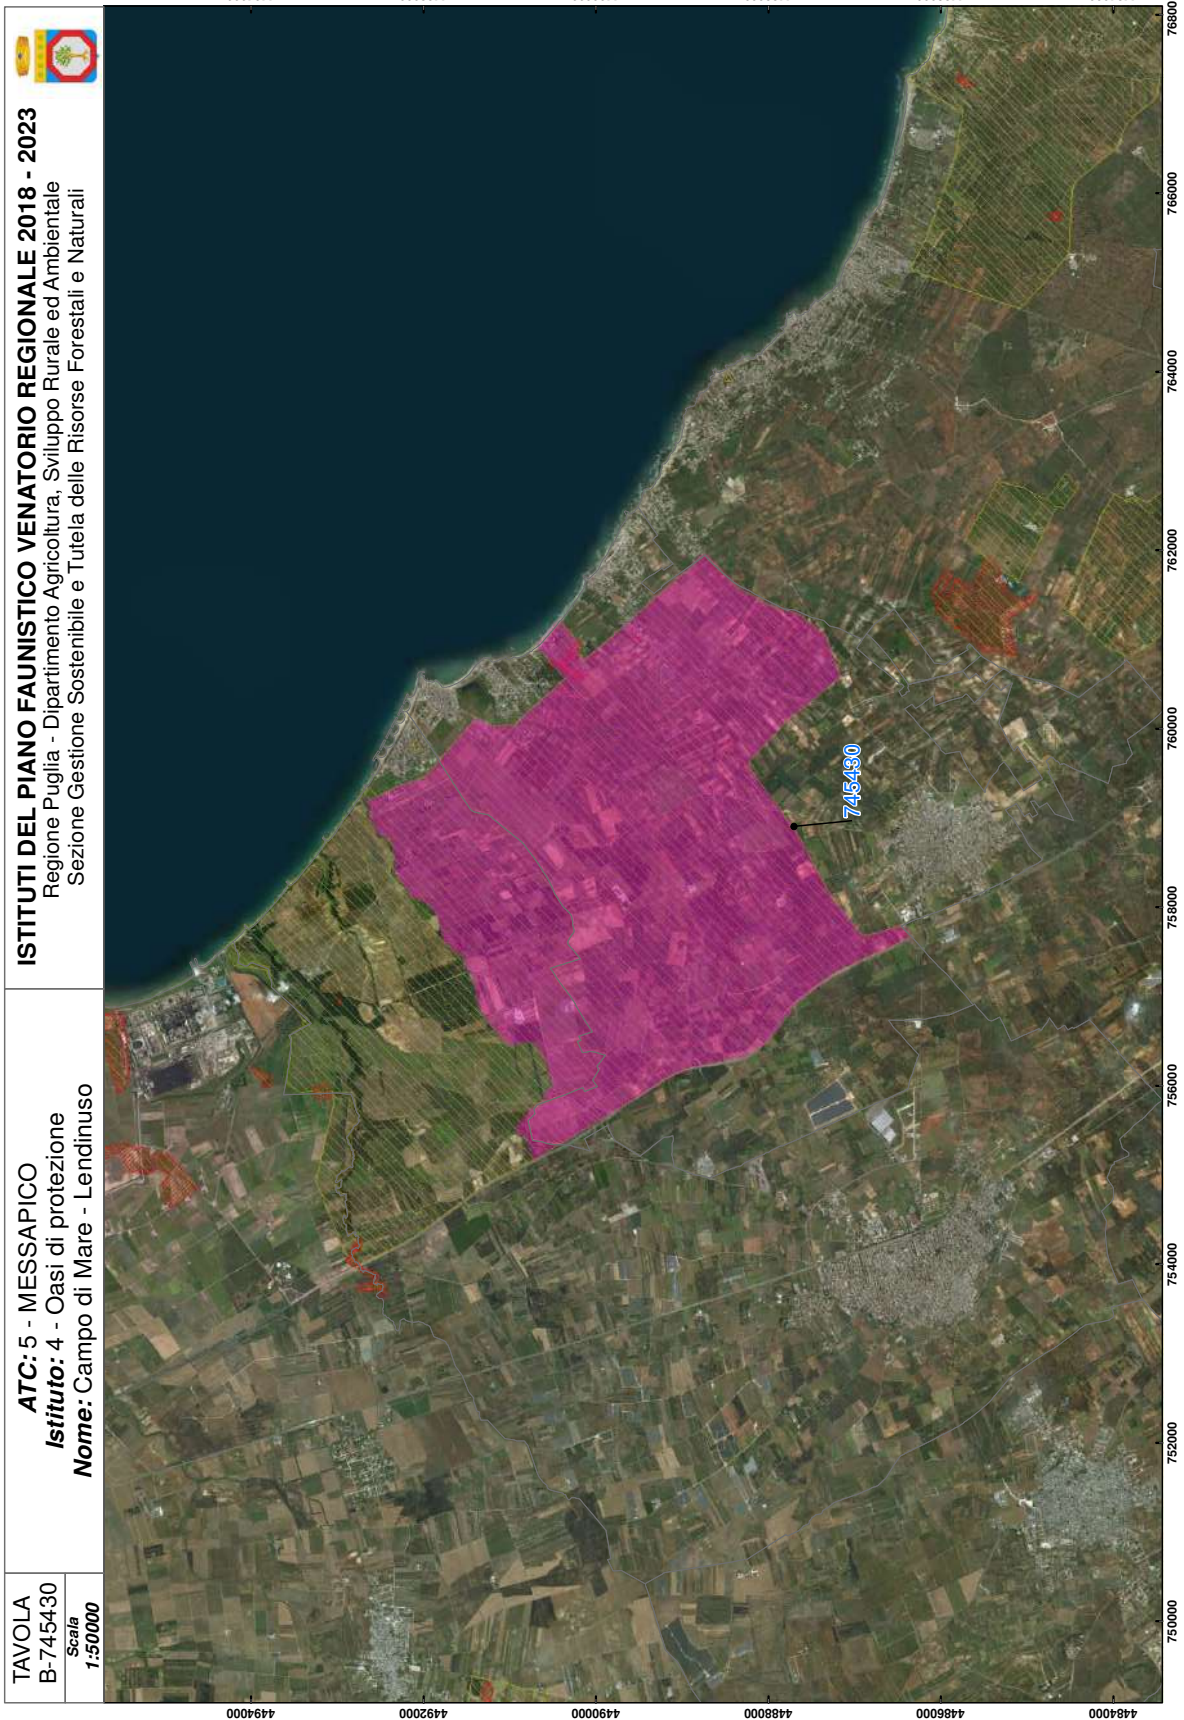 TAVOLA
B-745430
Scala
1:50000
ATC: 5 - MESSAPICO
Istituto: 4 - Oasi di protezione
Nome: Campo di Mare - Lendinuso
ISTITUTI DEL PIANO FAUNISTICO VENATORIO REGIONALE 2018 - 2023
Regione Puglia - Dipartimento Agricoltura, Sviluppo Rurale ed Ambientale
Sezione Gestione Sostenibile e Tutela delle Risorse Forestali e Naturali
4494000
4492000
4490000
4488000
4486000
4484000
745430
750000
752000
754000
756000
758000
760000
762000
764000
766000